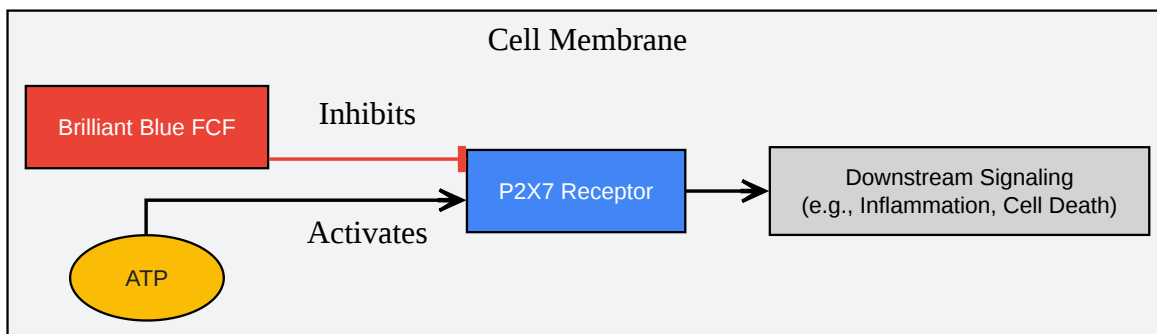 Cell Membrane
Brilliant Blue FCF
Inhibits
P2X7 Receptor
Downstream Signaling
(e.g., Inflammation, Cell Death)
Activates
ATP